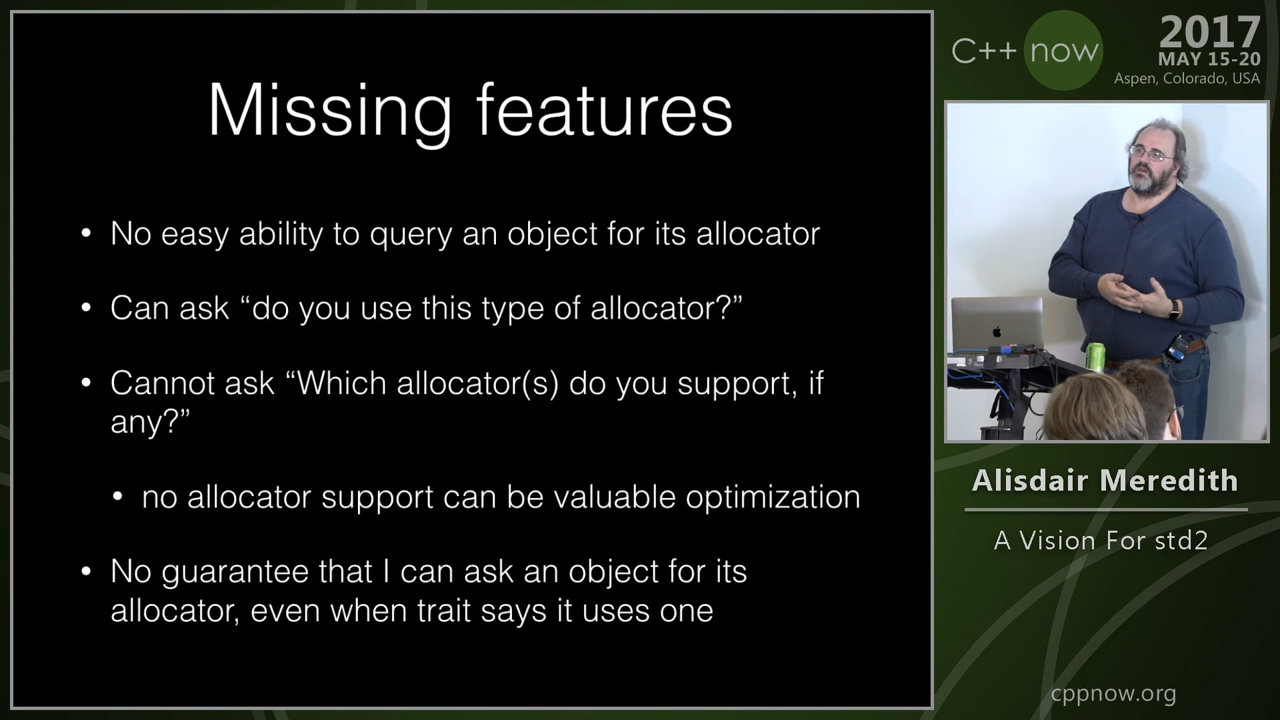 Missing features
• No easy ability to query an object for its allocator
• Can ask “do you use this type of allocator?”
• Cannot ask “Which allocator(s) do you support, if
any?”
• no allocator support can be valuable optimization
• No guarantee that I can ask an object for its
allocator, even when trait says it uses one
C++ now
2017
MAY 15-20
Aspen, Colorado, USA
Alisdair Meredith
A Vision For std2
cppnow.org